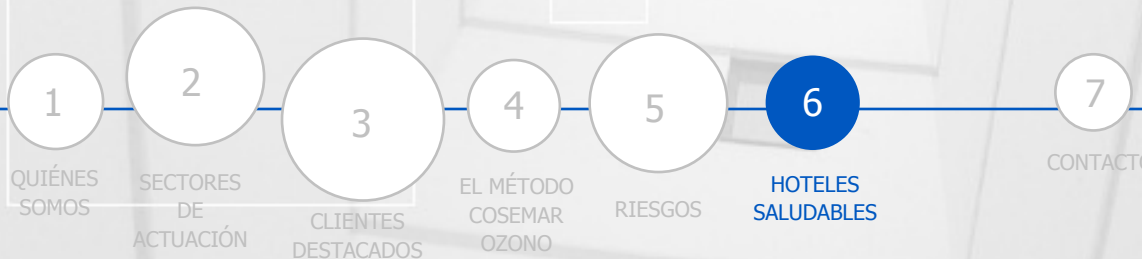 1
QUIÉNES
SOMOS
2
SECTORES
DE
ACTUACIÓN
3
CLIENTES
DESTACADOS
4
EL MÉTODO
COSEMAR
OZONO
5
RIESGOS
6
HOTELES
SALUDABLES
7
CONTACTO